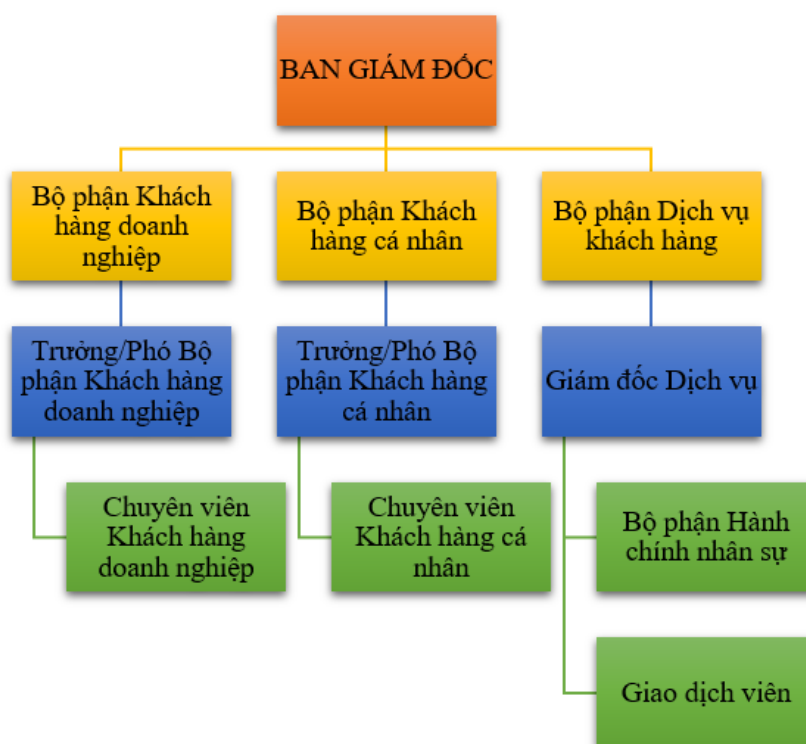 BAN GIÁM ĐỐC
Bộ phận Khách
hàng doanh
nghiệp
Bộ phận Khách
hàng cá nhân
Bộ phận Dịch vụ
khách hàng
Trưởng/Phó Bộ
phận Khách hàng
doanh nghiệp
Trưởng/Phó Bộ
phận Khách hàng
cá nhân
Giám đốc Dịch vụ
Chuyên viên
Khách hàng
doanh nghiệp
Chuyên viên
Khách hàng cá
nhân
Bộ phận Hành
chính nhân sự
Giao dịch viên